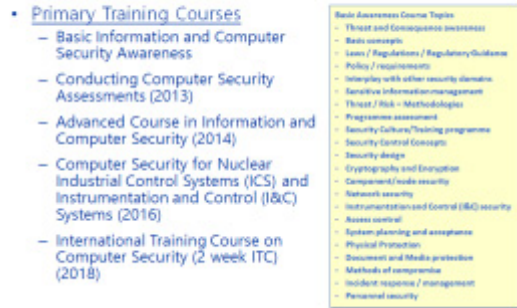 • Primary Training Courses
– Basic Information and Computer
Security Awareness
– Conducting Computer Security
Assessments (2013)
– Advanced Course in Information and
Computer Security (2014)
– Computer Security for Nuclear
Industrial Control Systems (ICS) and
Instrumentation and Control (I&C)
Systems (2016)
– International Training Course on
Computer Security (2 week ITC)
(2018)
Basic Awareness Course Topics
– Threat and Consequence awareness
– Basic concepts
– Laws / Regulations / Regulatory Guidance
– Policy / requirements
– Interplay with other security domains
– Sensitive information management
– Threat / Risk – Methodologies
– Programme assessment
– Security Culture/Training programme
– Security Control Concepts
– Security design
– Cryptography and Encryption
– Component/node security
– Network security
– Instrumentation and Control (I&C) security
– Access control
– System planning and acceptance
– Physical Protection
– Document and Media protection
– Methods of compromise
– Incident response / management
– Personnel security